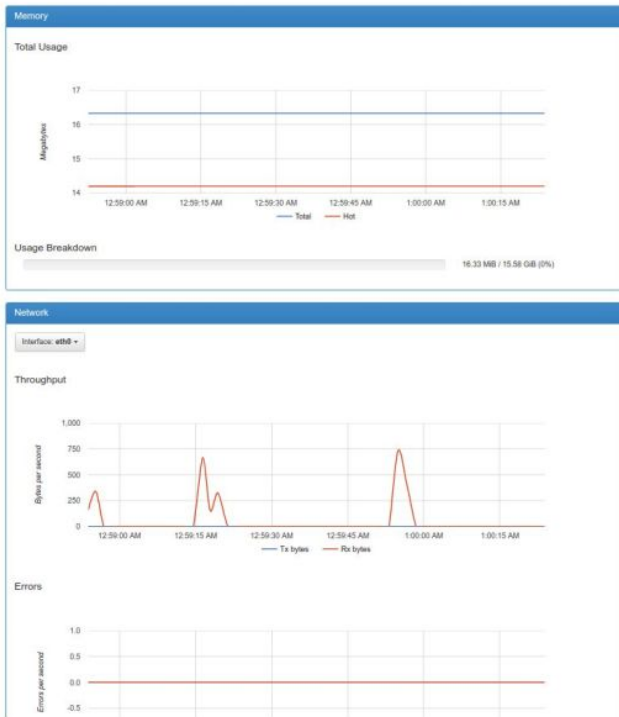 Memory
Total Usage
Megabytes
17
16
15
14
12:59:00 AM 12:59:15 AM 12:59:30 AM 12:59:45 AM 1:00:00 AM 1:00:15 AM
Total Hot
Usage Breakdown
16.33 MiB / 15.58 GiB (0%)
Network
Interface: eth0
Throughput
Bytes per second
1,000
750
500
250
0
12:59:00 AM 12:59:15 AM 12:59:30 AM 12:59:45 AM 1:00:00 AM 1:00:15 AM
Tx bytes Rx bytes
Errors
Errors per second
1.0
0.5
0.0
-0.5